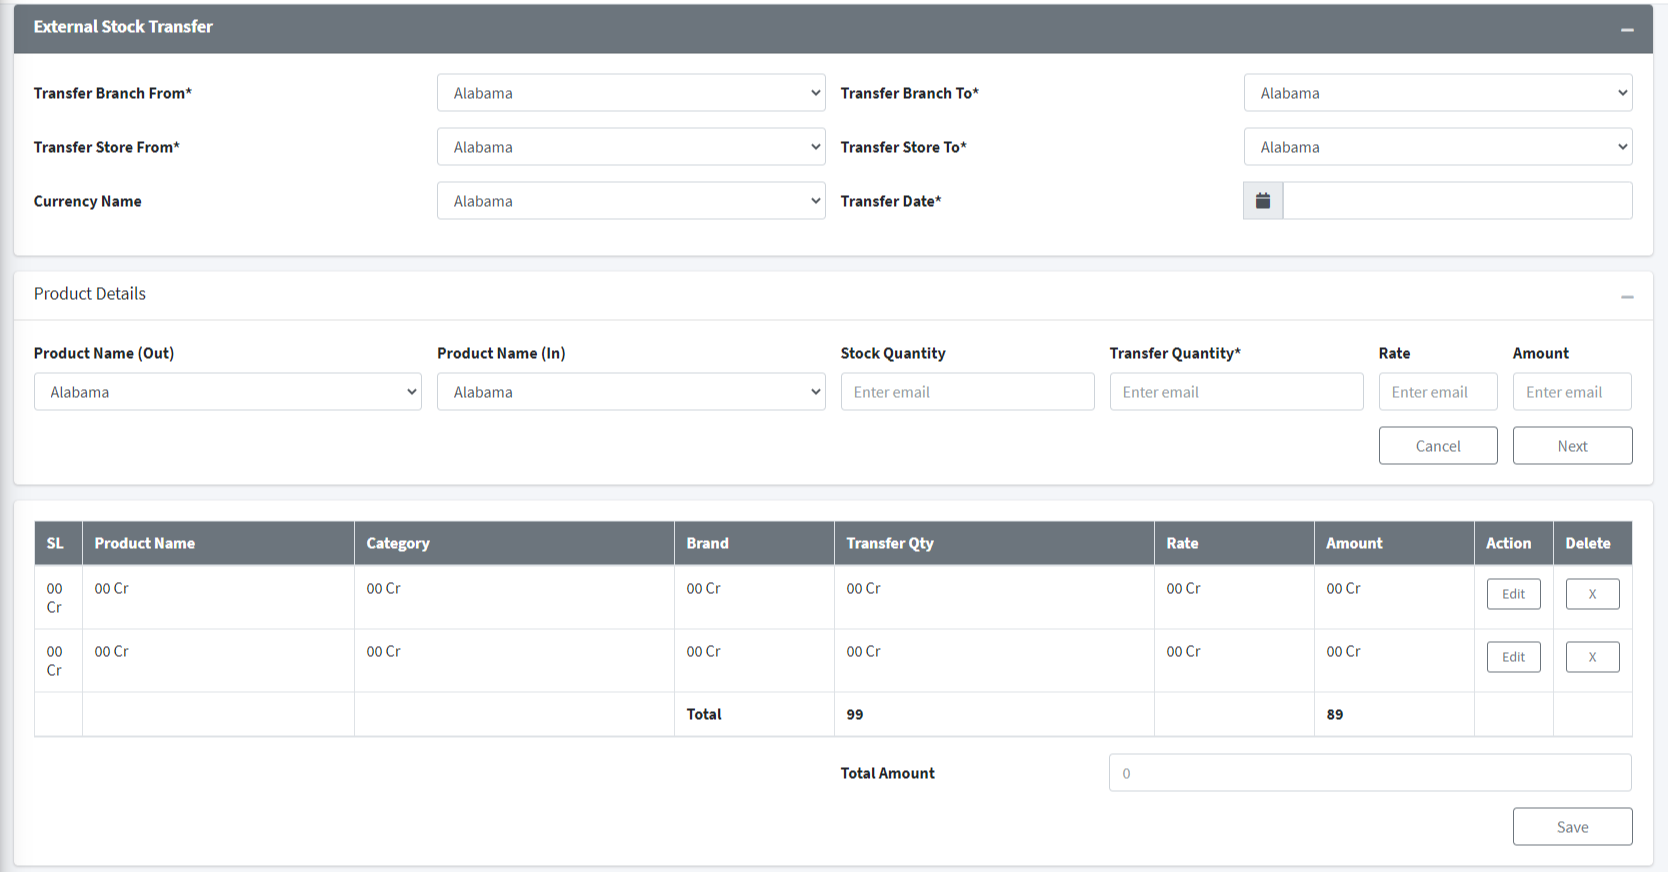 External Stock Transfer
Transfer Branch From* Alabama Transfer Branch To* Alabama
Transfer Store From* Alabama Transfer Store To* Alabama
Currency Name Alabama Transfer Date*
Product Details
Product Name (Out) Product Name (In) Stock Quantity Transfer Quantity* Rate Amount
Alabama Alabama Enter email Enter email Enter email Enter email
Cancel Next
SL Product Name Category Brand Transfer Qty Rate Amount Action Delete
00 Cr 00 Cr 00 Cr 00 Cr 00 Cr 00 Cr 00 Cr Edit X
00 Cr 00 Cr 00 Cr 00 Cr 00 Cr 00 Cr 00 Cr Edit X
Total 99 89
Total Amount 0
Save